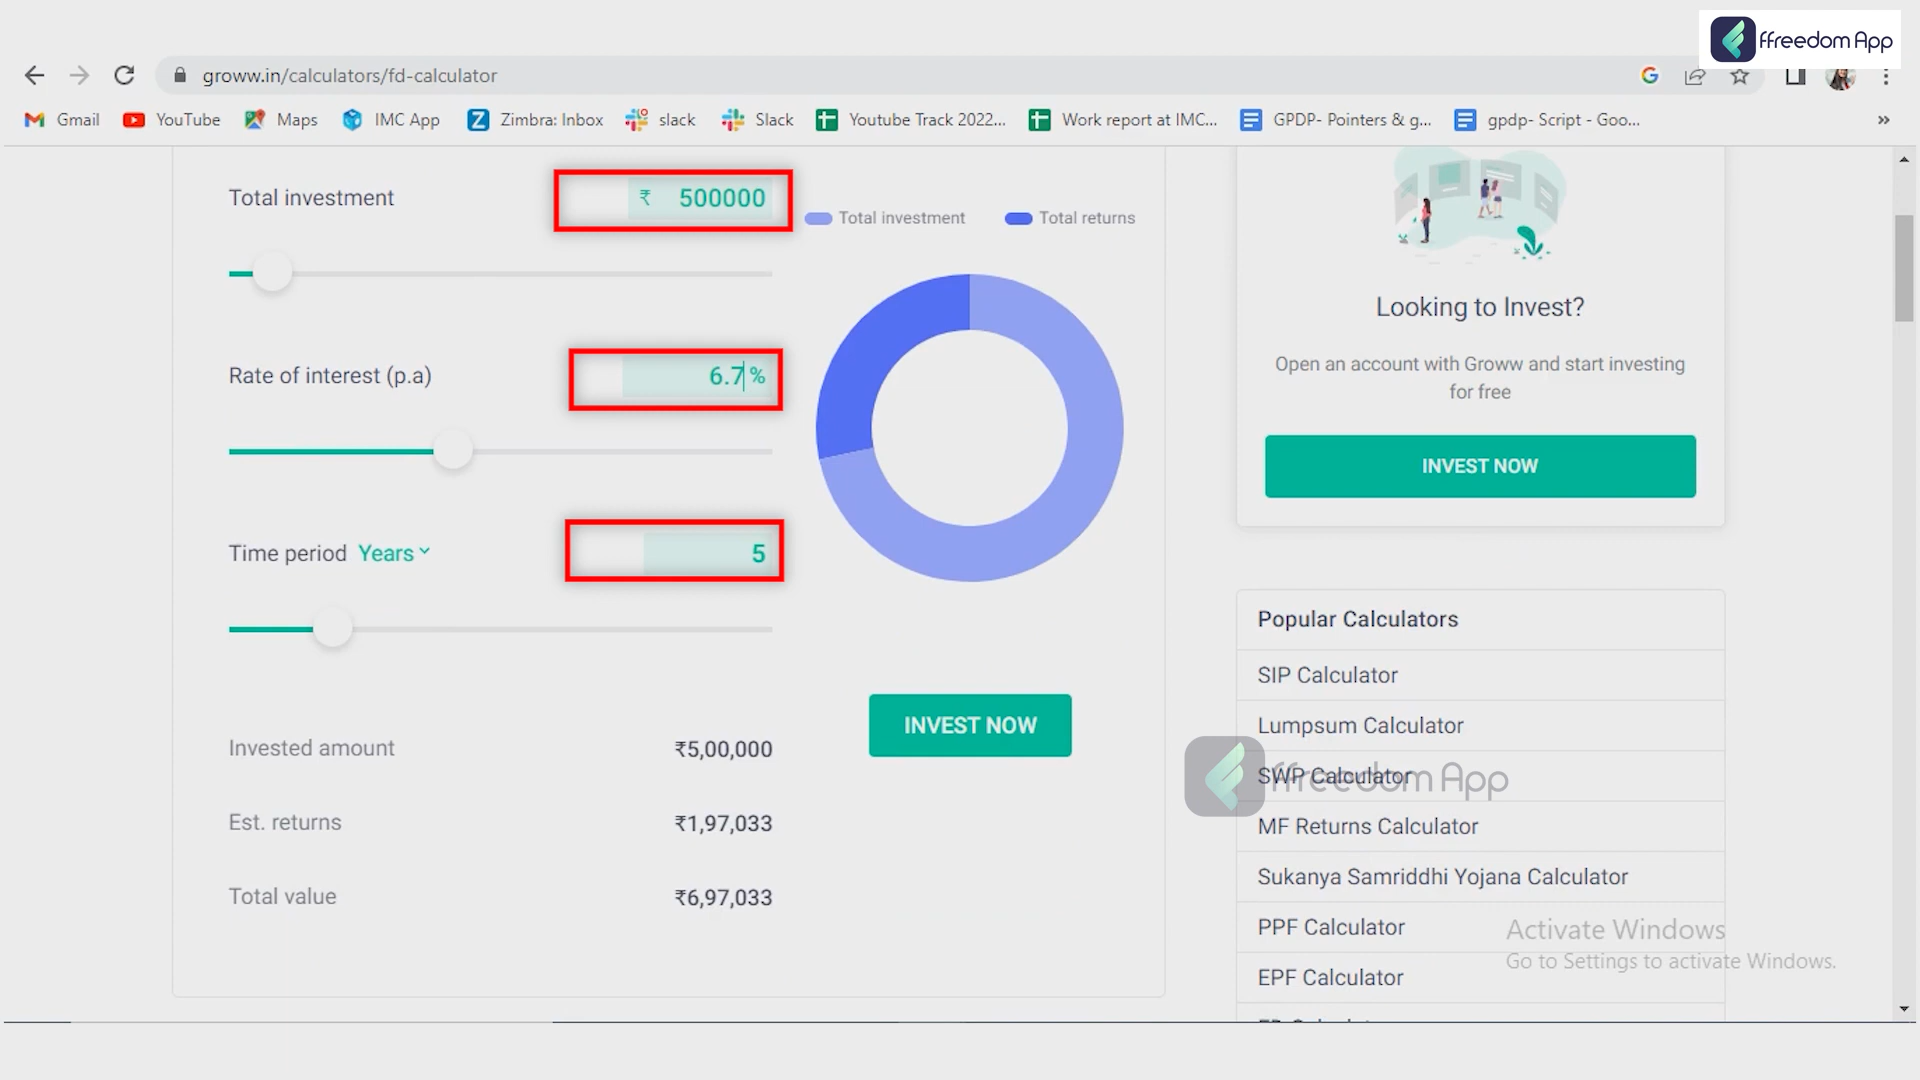 ffreedom App
groww.in/calculators/fd-calculator
Gmail YouTube Maps IMC App Zimbra: Inbox slack Slack Youtube Track 2022... Work report at IMC... GPDP- Pointers & g... gpdp- Script - Goo... »
Total investment ₹ 500000
Total investment Total returns
Rate of interest (p.a) 6.7 %
Time period Years 5
INVEST NOW
Invested amount ₹5,00,000
Est. returns ₹1,97,033
Total value ₹6,97,033
Looking to Invest?
Open an account with Groww and start investing
for free
INVEST NOW
Popular Calculators
SIP Calculator
Lumpsum Calculator
SWP Calculator
ffreedom App
MF Returns Calculator
Sukanya Samriddhi Yojana Calculator
PPF Calculator
EPF Calculator
Activate Windows
Go to Settings to activate Windows.